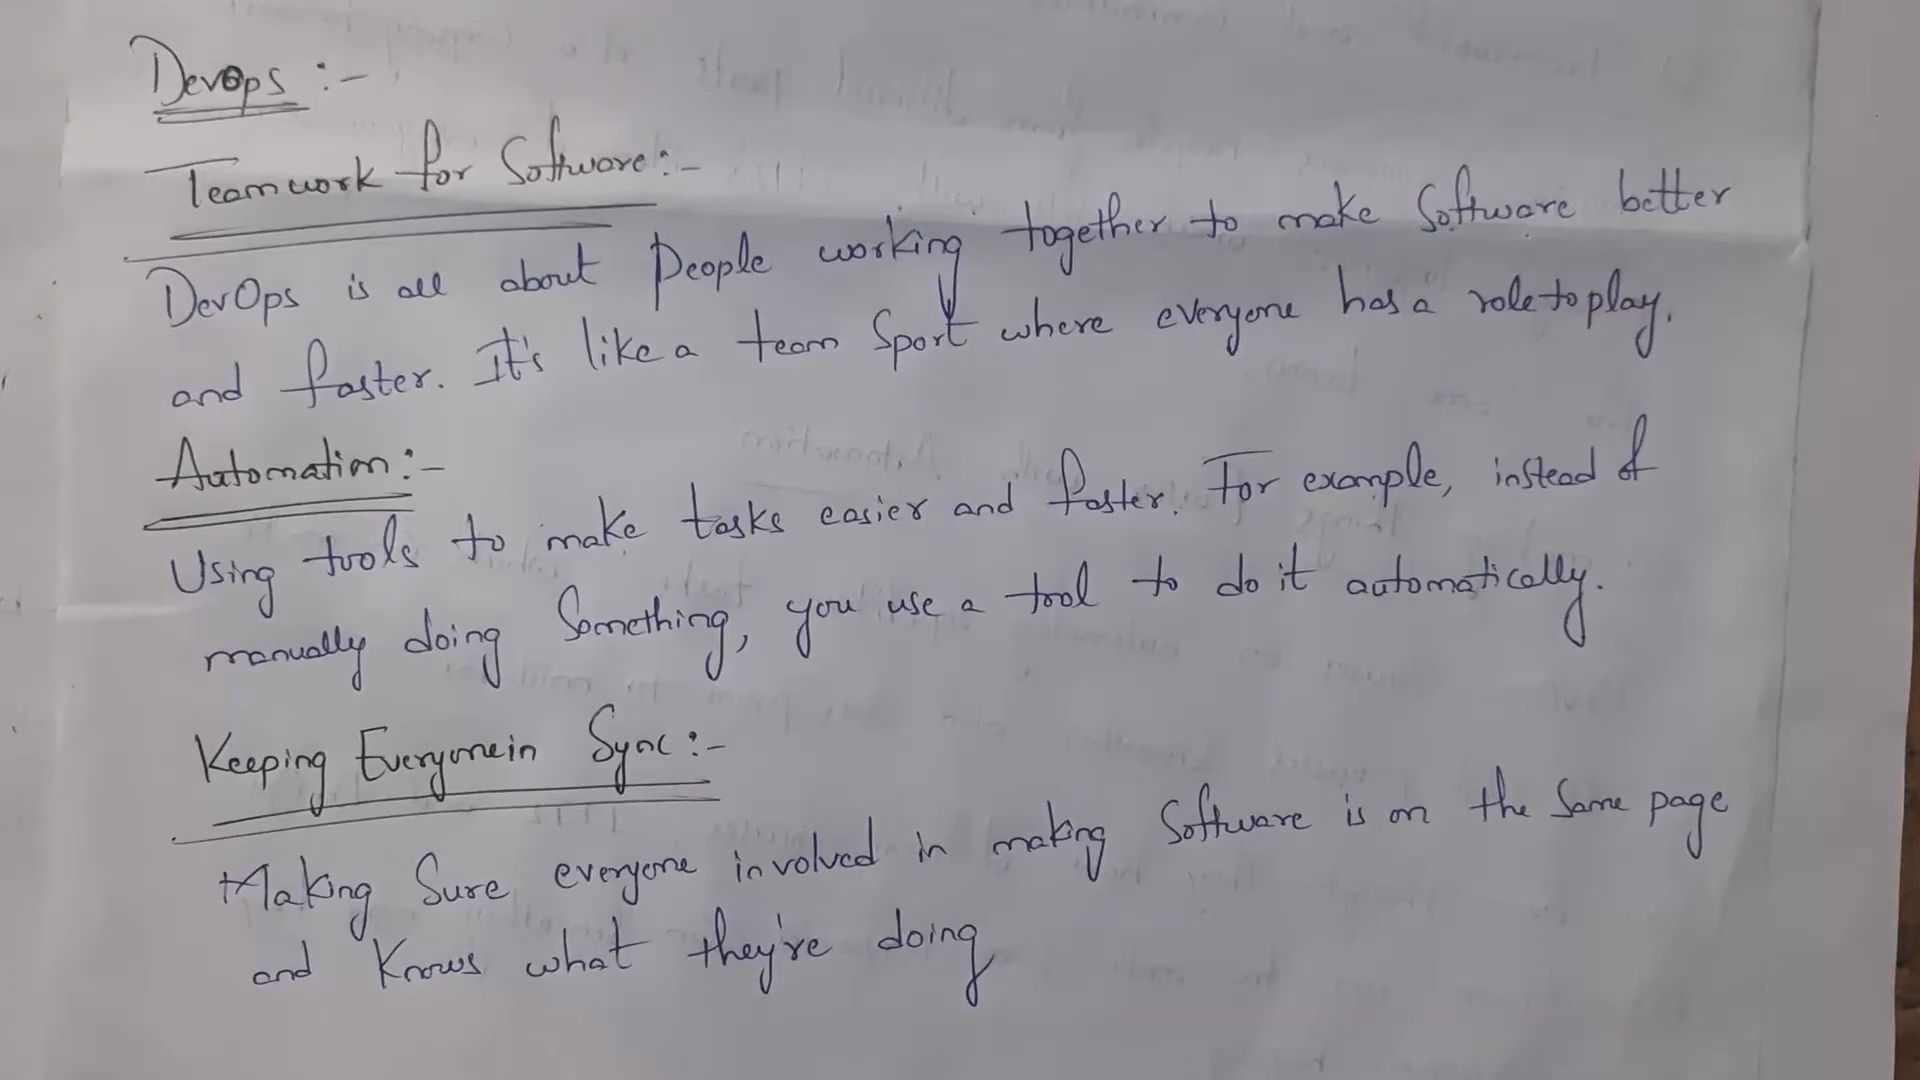 Devops :-
Teamwork for Software:-
DevOps is all about People working together to make Software better
and faster. It's like a team Sport where everyone has a role to play.
Automation:-
Using tools to make tasks easier and faster. For example, instead of
manually doing Something, you use a tool to do it automatically.
Keeping Everyonein Sync:-
Making Sure everyone involved in making Software is on the Same page
and Knows what they're doing